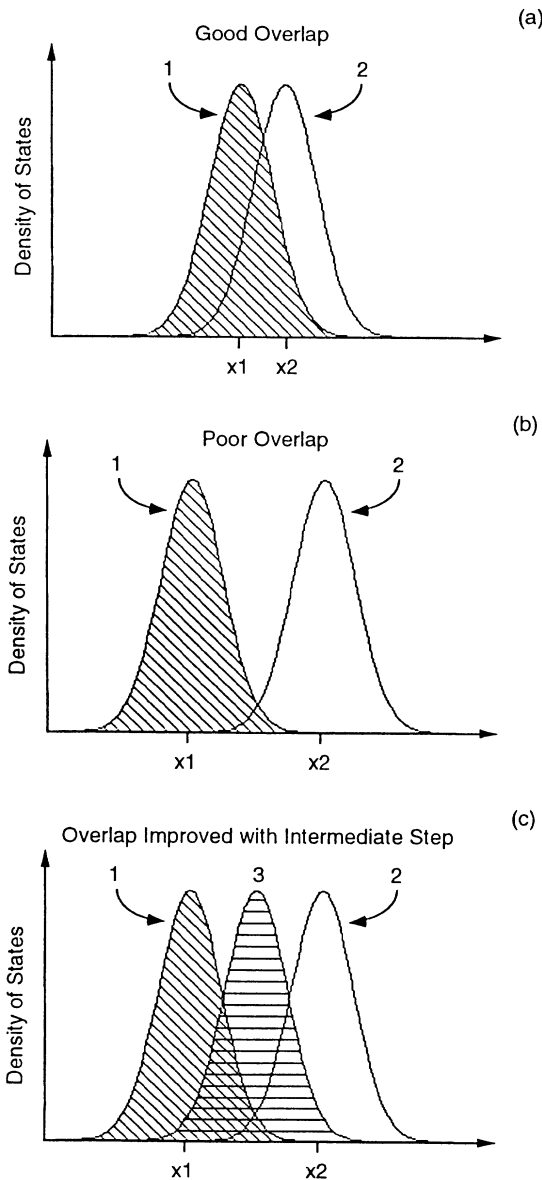 (a)
Good Overlap
1 2
Density of States
x1 x2
(b)
Poor Overlap
1 2
Density of States
x1 x2
(c)
Overlap Improved with Intermediate Step
1 3 2
Density of States
x1 x2